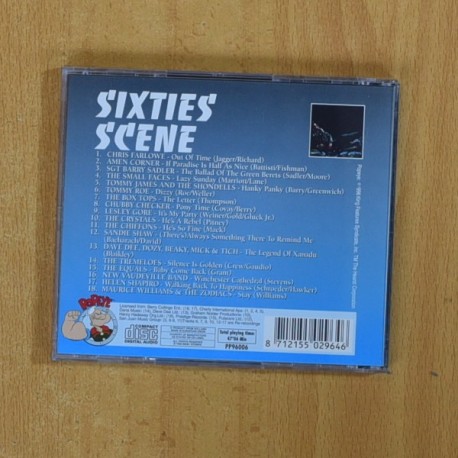 SIXTIES
SCENE
1. CHRIS FARLOWE - Out Of Time (Jagger/Richard)
2. AMEN CORNER - If Paradise Is Half As Nice (Battisti/Fishman)
3. SGT BARRY SADLER - The Ballad Of The Green Berets (Sadler/Moore)
4. THE SMALL FACES - Lazy Sunday (Marriott/Lane)
5. TOMMY JAMES AND THE SHONDELLS - Hanky Panky (Barry/Greenwich)
6. TOMMY ROE - Dizzy (Roe/Weller)
7. THE BOX TOPS - The Letter (Thompson)
8. CHUBBY CHECKER - Pony Time (Covay/Berry)
9. LESLEY GORE - It's My Party (Weiner/Gold/Gluck Jr.)
10. THE CRYSTALS - He's A Rebel (Pitney)
11. THE CHIFFONS - He's So Fine (Mack)
12. SANDIE SHAW - (There's) Always Something There To Remind Me
(Bacharach/David)
13. DAVE DEE, DOZY, BEAKY, MICK & TICH - The Legend Of Xanadu
(Blaikley)
14. THE TREMELOES - Silence Is Golden (Crew/Gaudio)
15. THE EQUALS - Baby Come Back (Grant)
16. NEW VAUDEVILLE BAND - Winchester Cathedral (Stevens)
17. HELEN SHAPIRO - Walking Back To Happiness (Schroeder/Hawker)
18. MAURICE WILLIAMS & THE ZODIACS - Stay (Williams)
POPEYE
COMPACT
disc
DIGITAL AUDIO
Total playing time:
PP96006
8 712155 029646